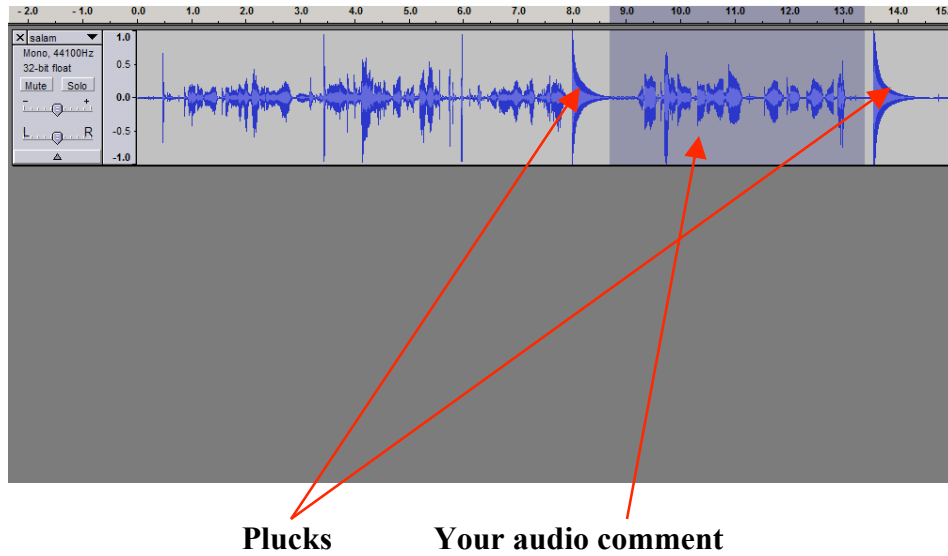 - 2.0 - 1.0 0.0 1.0 2.0 3.0 4.0 5.0 6.0 7.0 8.0 9.0 10.0 11.0 12.0 13.0 14.0 15.
X salam 1.0
Mono, 44100Hz
32-bit float
0.5
Mute Solo
- +
0.0
L R
-0.5
-1.0
Plucks Your audio comment